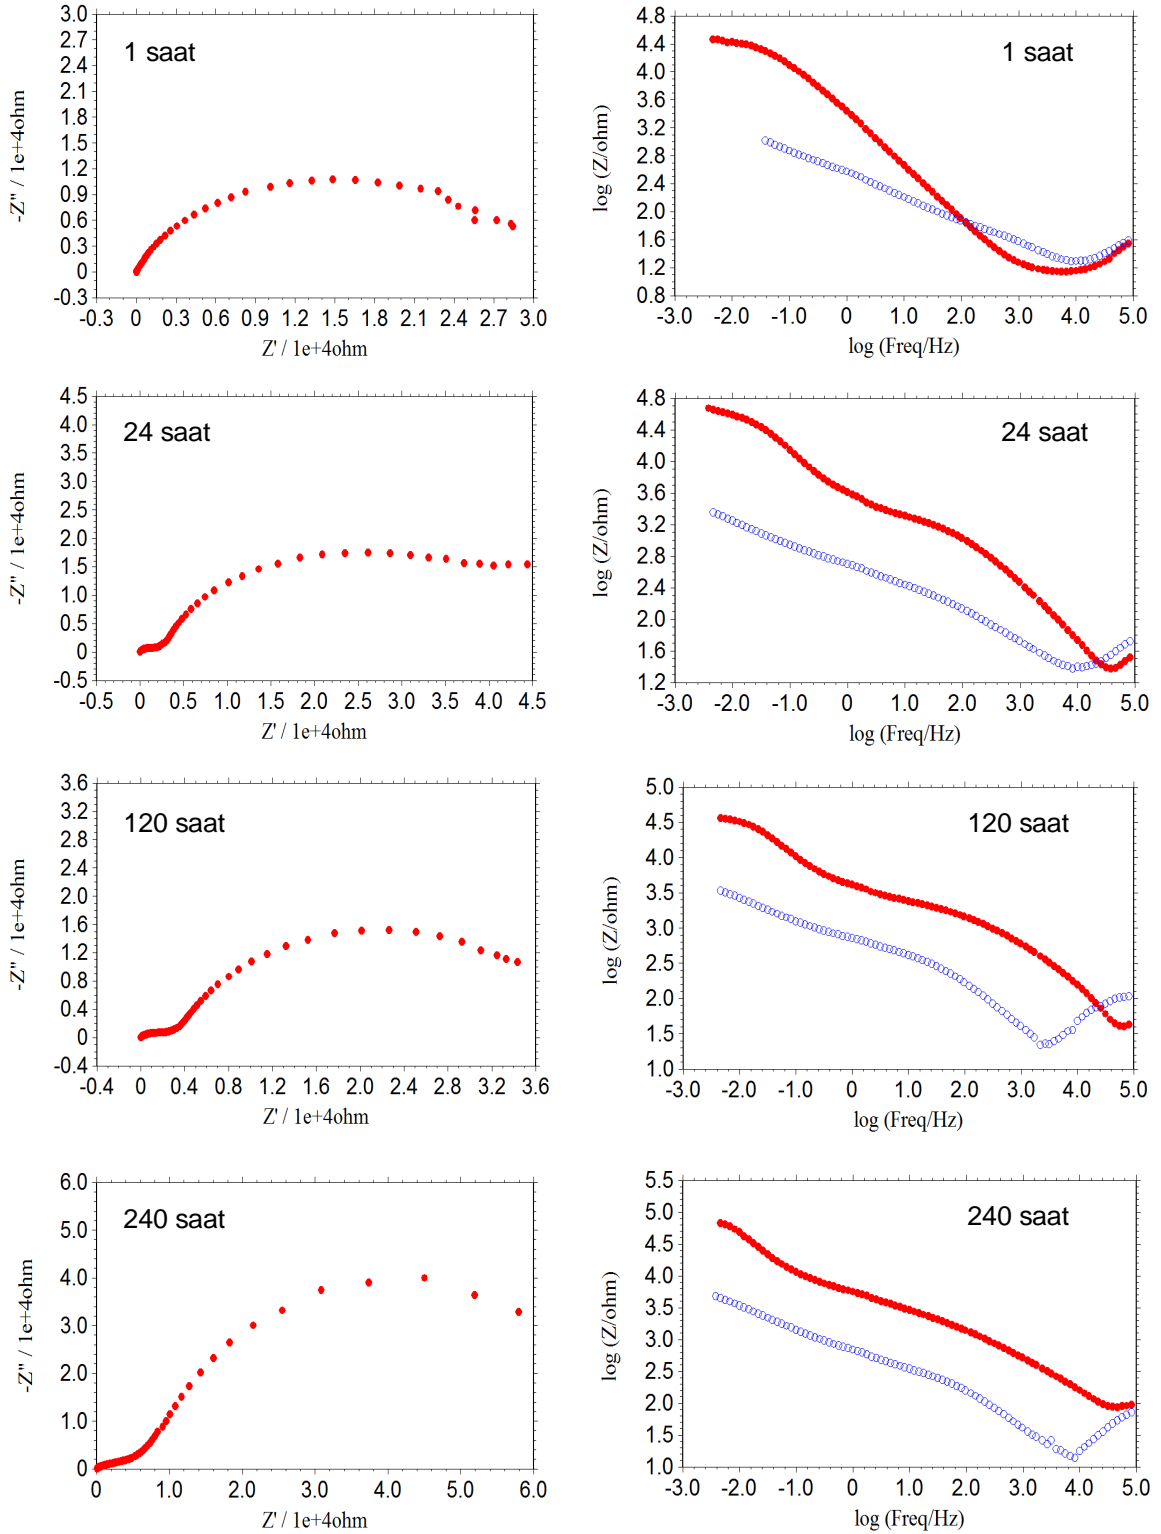 3.0
2.7
2.4
2.1
1.8
1.5
1.2
0.9
0.6
0.3
0
-0.3
-Z'' / 1e+4ohm
1 saat
-0.3 0 0.3 0.6 0.9 1.2 1.5 1.8 2.1 2.4 2.7 3.0
Z' / 1e+4ohm
4.8
4.4
4.0
3.6
3.2
2.8
2.4
2.0
1.6
1.2
0.8
log (Z/ohm)
1 saat
-3.0 -2.0 -1.0 0 1.0 2.0 3.0 4.0 5.0
log (Freq/Hz)
4.5
4.0
3.5
3.0
2.5
2.0
1.5
1.0
0.5
0
-0.5
-Z'' / 1e+4ohm
24 saat
-0.5 0 0.5 1.0 1.5 2.0 2.5 3.0 3.5 4.0 4.5
Z' / 1e+4ohm
4.8
4.4
4.0
3.6
3.2
2.8
2.4
2.0
1.6
1.2
log (Z/ohm)
24 saat
-3.0 -2.0 -1.0 0 1.0 2.0 3.0 4.0 5.0
log (Freq/Hz)
3.6
3.2
2.8
2.4
2.0
1.6
1.2
0.8
0.4
0
-0.4
-Z'' / 1e+4ohm
120 saat
-0.4 0 0.4 0.8 1.2 1.6 2.0 2.4 2.8 3.2 3.6
Z' / 1e+4ohm
5.0
4.5
4.0
3.5
3.0
2.5
2.0
1.5
1.0
log (Z/ohm)
120 saat
-3.0 -2.0 -1.0 0 1.0 2.0 3.0 4.0 5.0
log (Freq/Hz)
6.0
5.0
4.0
3.0
2.0
1.0
0
-Z'' / 1e+4ohm
240 saat
0 1.0 2.0 3.0 4.0 5.0 6.0
Z' / 1e+4ohm
5.5
5.0
4.5
4.0
3.5
3.0
2.5
2.0
1.5
1.0
log (Z/ohm)
240 saat
-3.0 -2.0 -1.0 0 1.0 2.0 3.0 4.0 5.0
log (Freq/Hz)